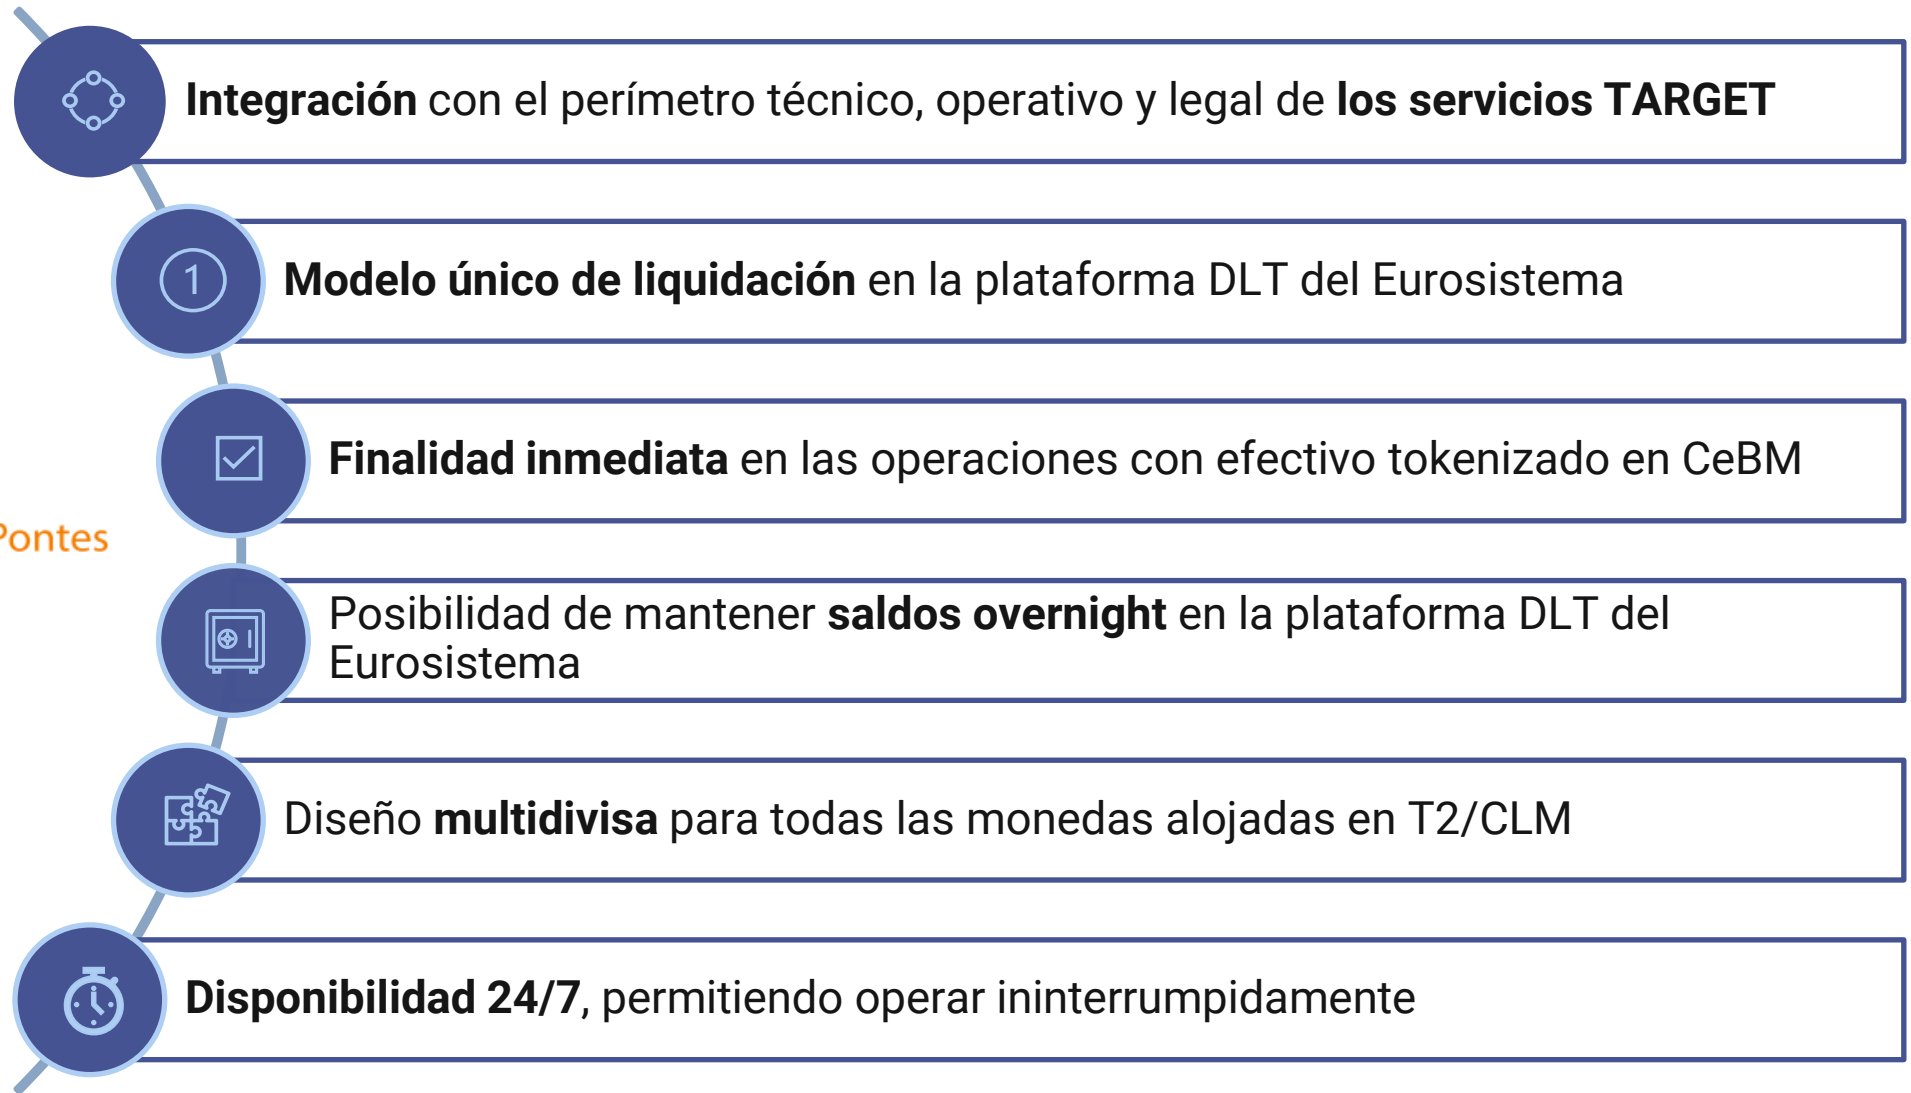 Integración con el perímetro técnico, operativo y legal de los servicios TARGET
1
Modelo único de liquidación en la plataforma DLT del Eurosistema
Finalidad inmediata en las operaciones con efectivo tokenizado en CeBM
Pontes
Posibilidad de mantener saldos overnight en la plataforma DLT del
Eurosistema
Diseño multidivisa para todas las monedas alojadas en T2/CLM
Disponibilidad 24/7, permitiendo operar ininterrumpidamente